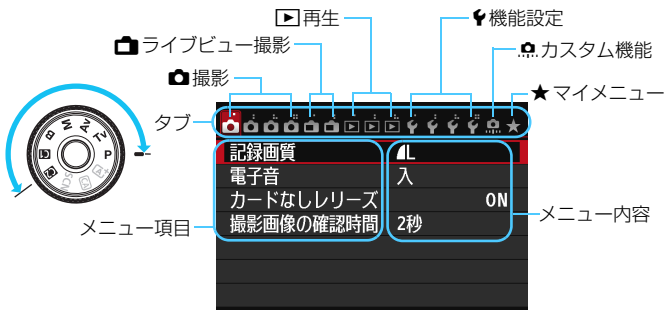 再生
機能設定
ライブビュー撮影
カスタム機能
撮影
マイメニュー
タブ
B M Av Tv P
SCN
記録画質 L
電子音 入
カードなしレリーズ ON
撮影画像の確認時間 2秒
メニュー項目
メニュー内容